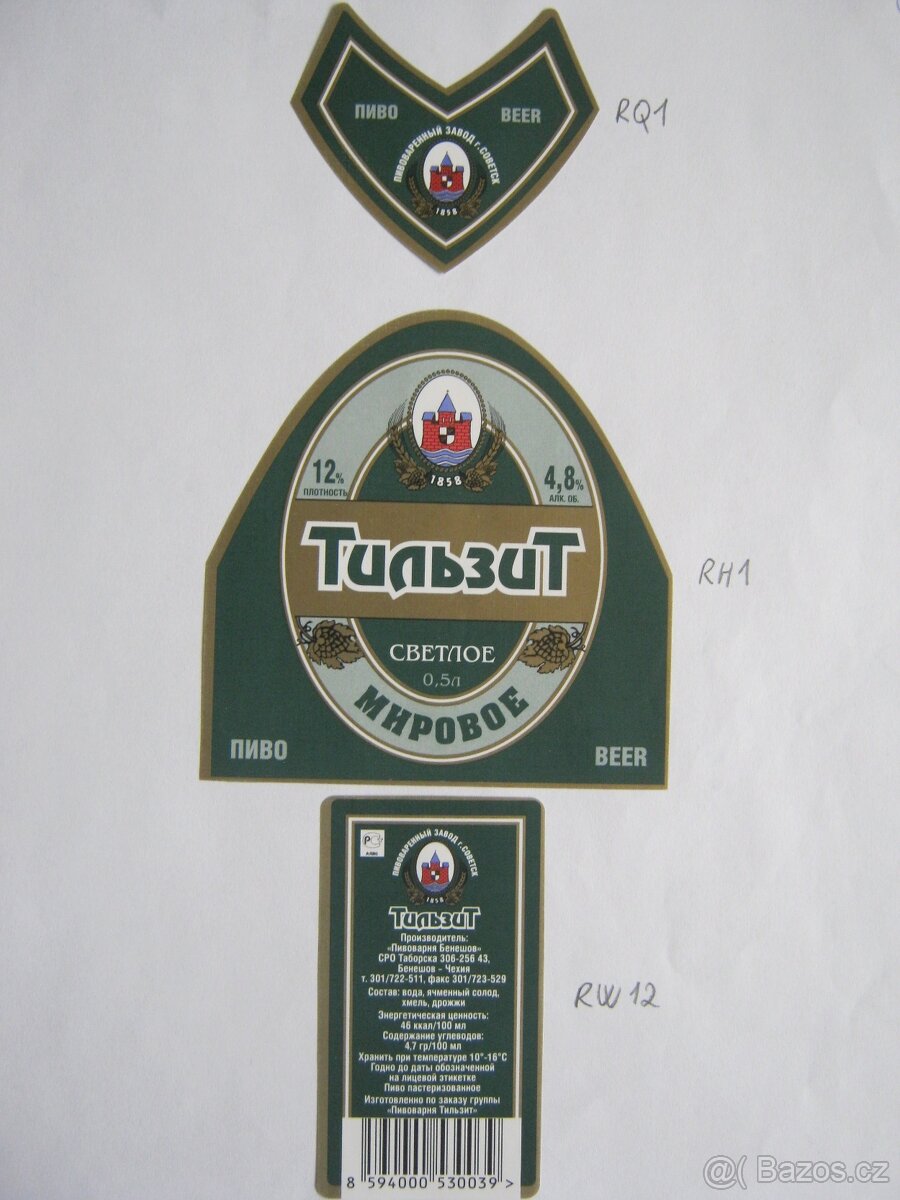 ПИВО BEER
RQ1
ПИВОВАРЕННЫЙ ЗАВОД г.СОВЕТСК
1858
1858
12%
ПЛОТНОСТЬ
4,8%
АЛК. ОБ.
ТИЛЬЗИТ
RH1
СВЕТЛОЕ
0,5л
МИРОВОЕ
ПИВО BEER
РС
ПИВОВАРЕННЫЙ ЗАВОД г.СОВЕТСК
1858
ТИЛЬЗИТ
Производитель:
«Пивоварня Бенешов»
СРО Таборска 306-256 43,
Бенешов - Чехия
т. 301/722-511, факс 301/723-529
Состав: вода, ячменный солод,
хмель, дрожжи
RW12
Энергетическая ценность:
46 ккал/100 мл
Содержание углеводов:
4,7 гр/100 мл
Хранить при температуре 10°-16°С
Годно до даты обозначенной
на лицевой этикетке
Пиво пастеризованное
Изготовленно по заказу группы
«Пивоварня Тильзит»
8 594000 530039 >
@( Bazos.cz